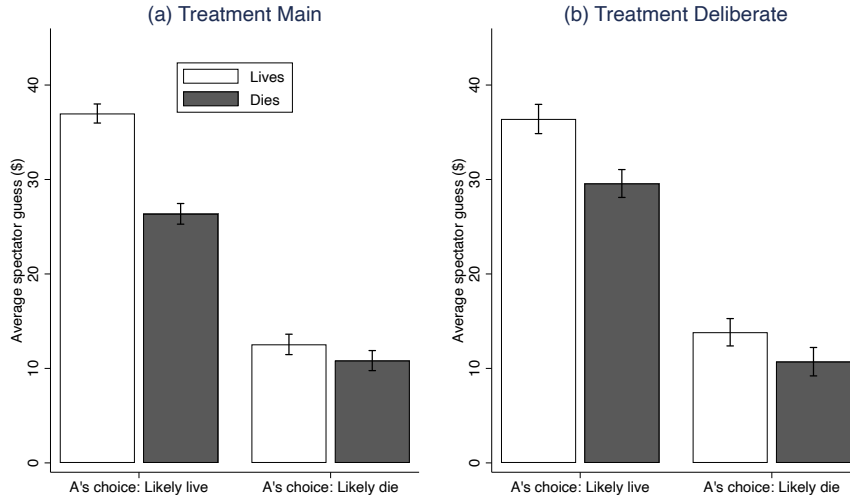 (a) Treatment Main
Lives
Dies
Average spectator guess ($)
40
30
20
10
0
A's choice: Likely live
A's choice: Likely die
(b) Treatment Deliberate
Average spectator guess ($)
40
30
20
10
0
A's choice: Likely live
A's choice: Likely die